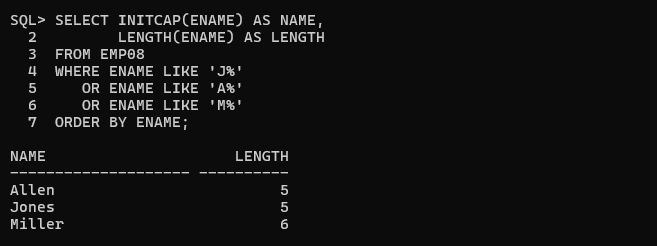 SQL> SELECT INITCAP(ENAME) AS NAME,
  2         LENGTH(ENAME) AS LENGTH
  3  FROM EMP08
  4  WHERE ENAME LIKE 'J%'
  5     OR ENAME LIKE 'A%'
  6     OR ENAME LIKE 'M%'
  7  ORDER BY ENAME;

NAME                     LENGTH
-------------------- ----------
Allen                         5
Jones                         5
Miller                        6